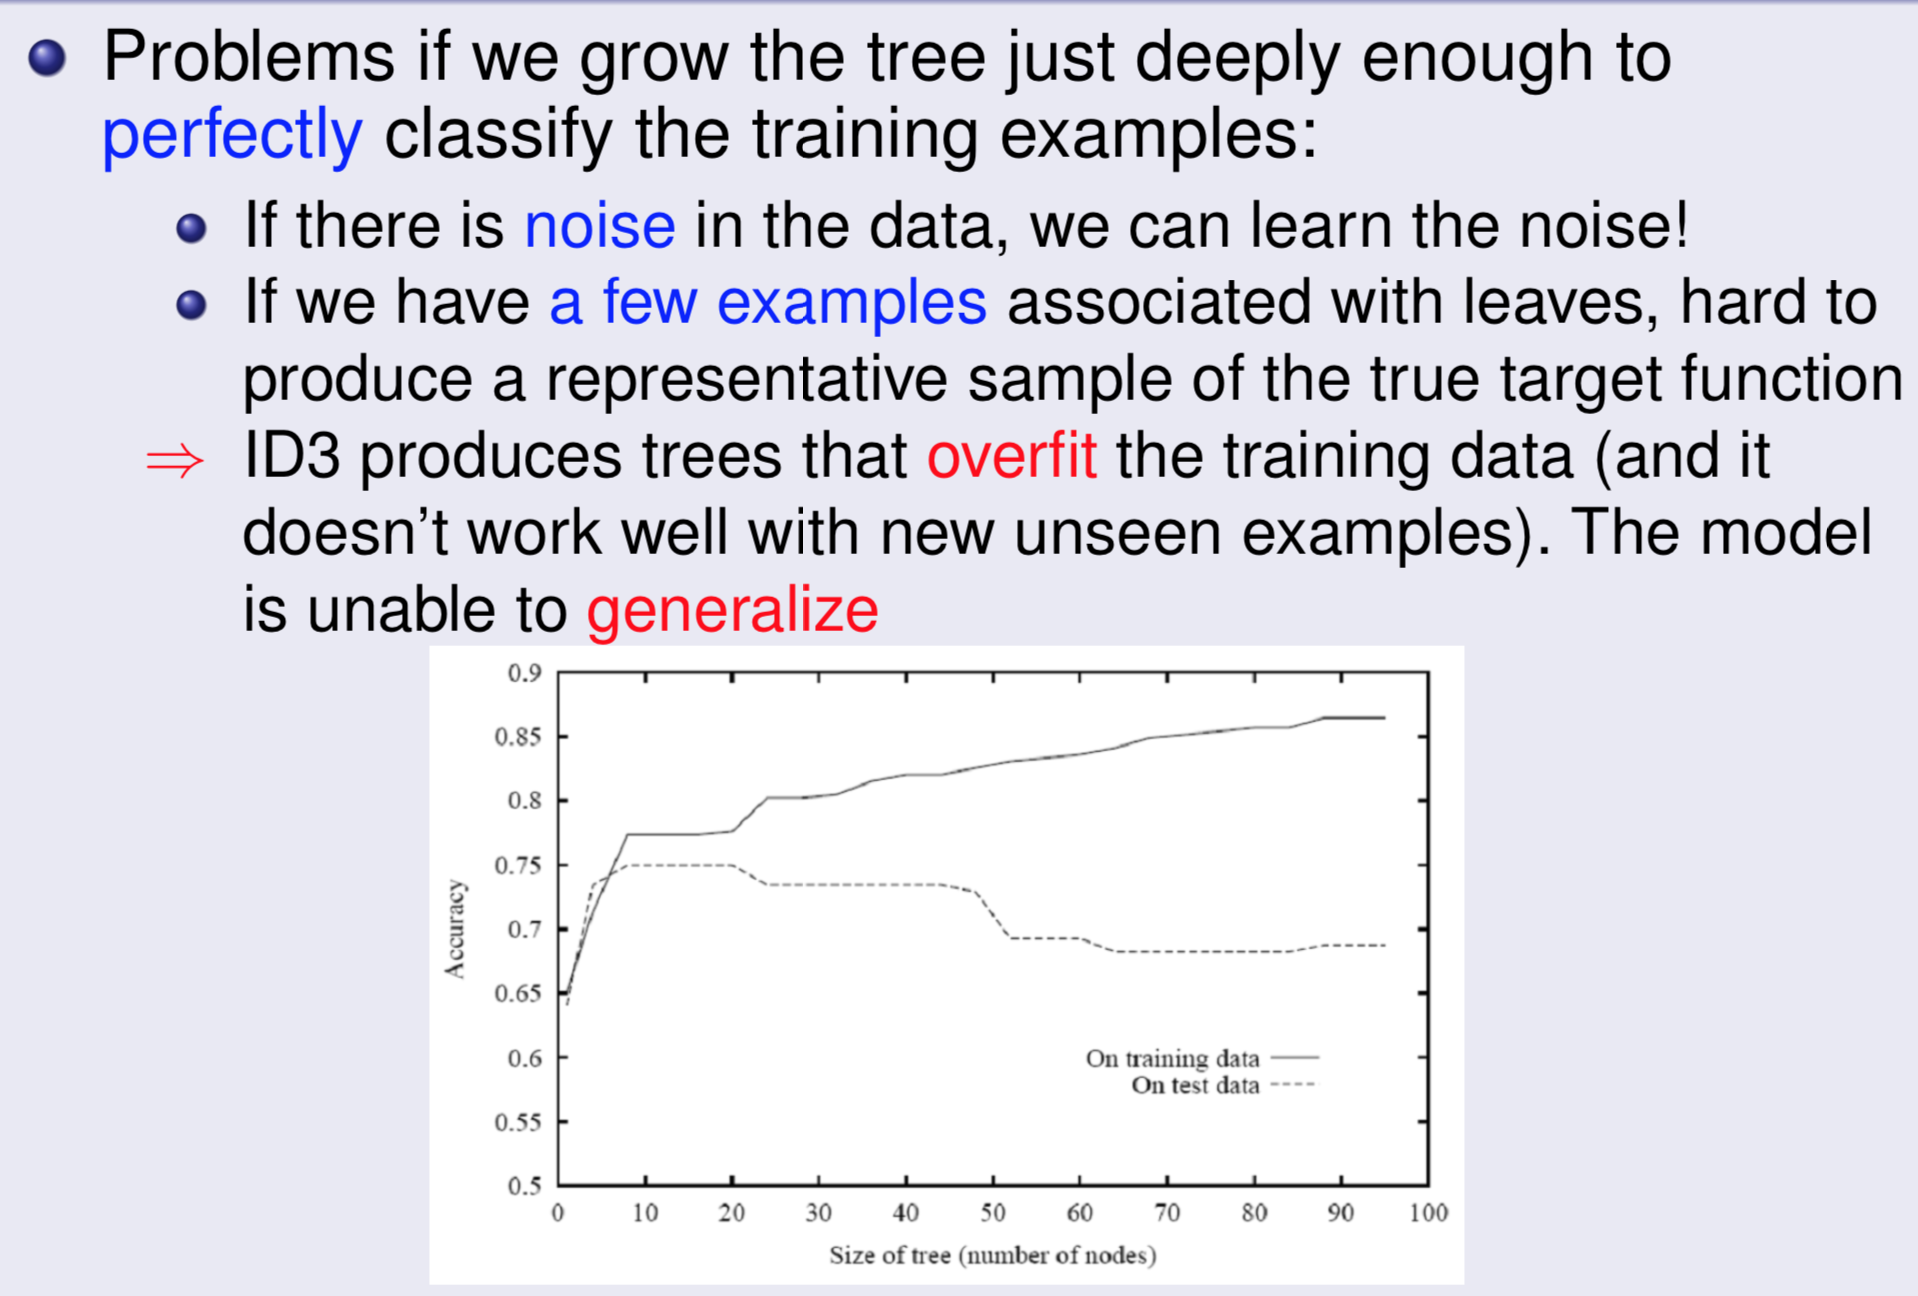 Problems if we grow the tree just deeply enough to
perfectly classify the training examples:
If there is noise in the data, we can learn the noise!
If we have a few examples associated with leaves, hard to
produce a representative sample of the true target function
⇒ ID3 produces trees that overfit the training data (and it
doesn't work well with new unseen examples). The model
is unable to generalize
0.9
0.85
0.8
0.75
0.7
0.65
0.6
0.55
0.5
Accuracy
On training data
On test data
0 10 20 30 40 50 60 70 80 90 100
Size of tree (number of nodes)